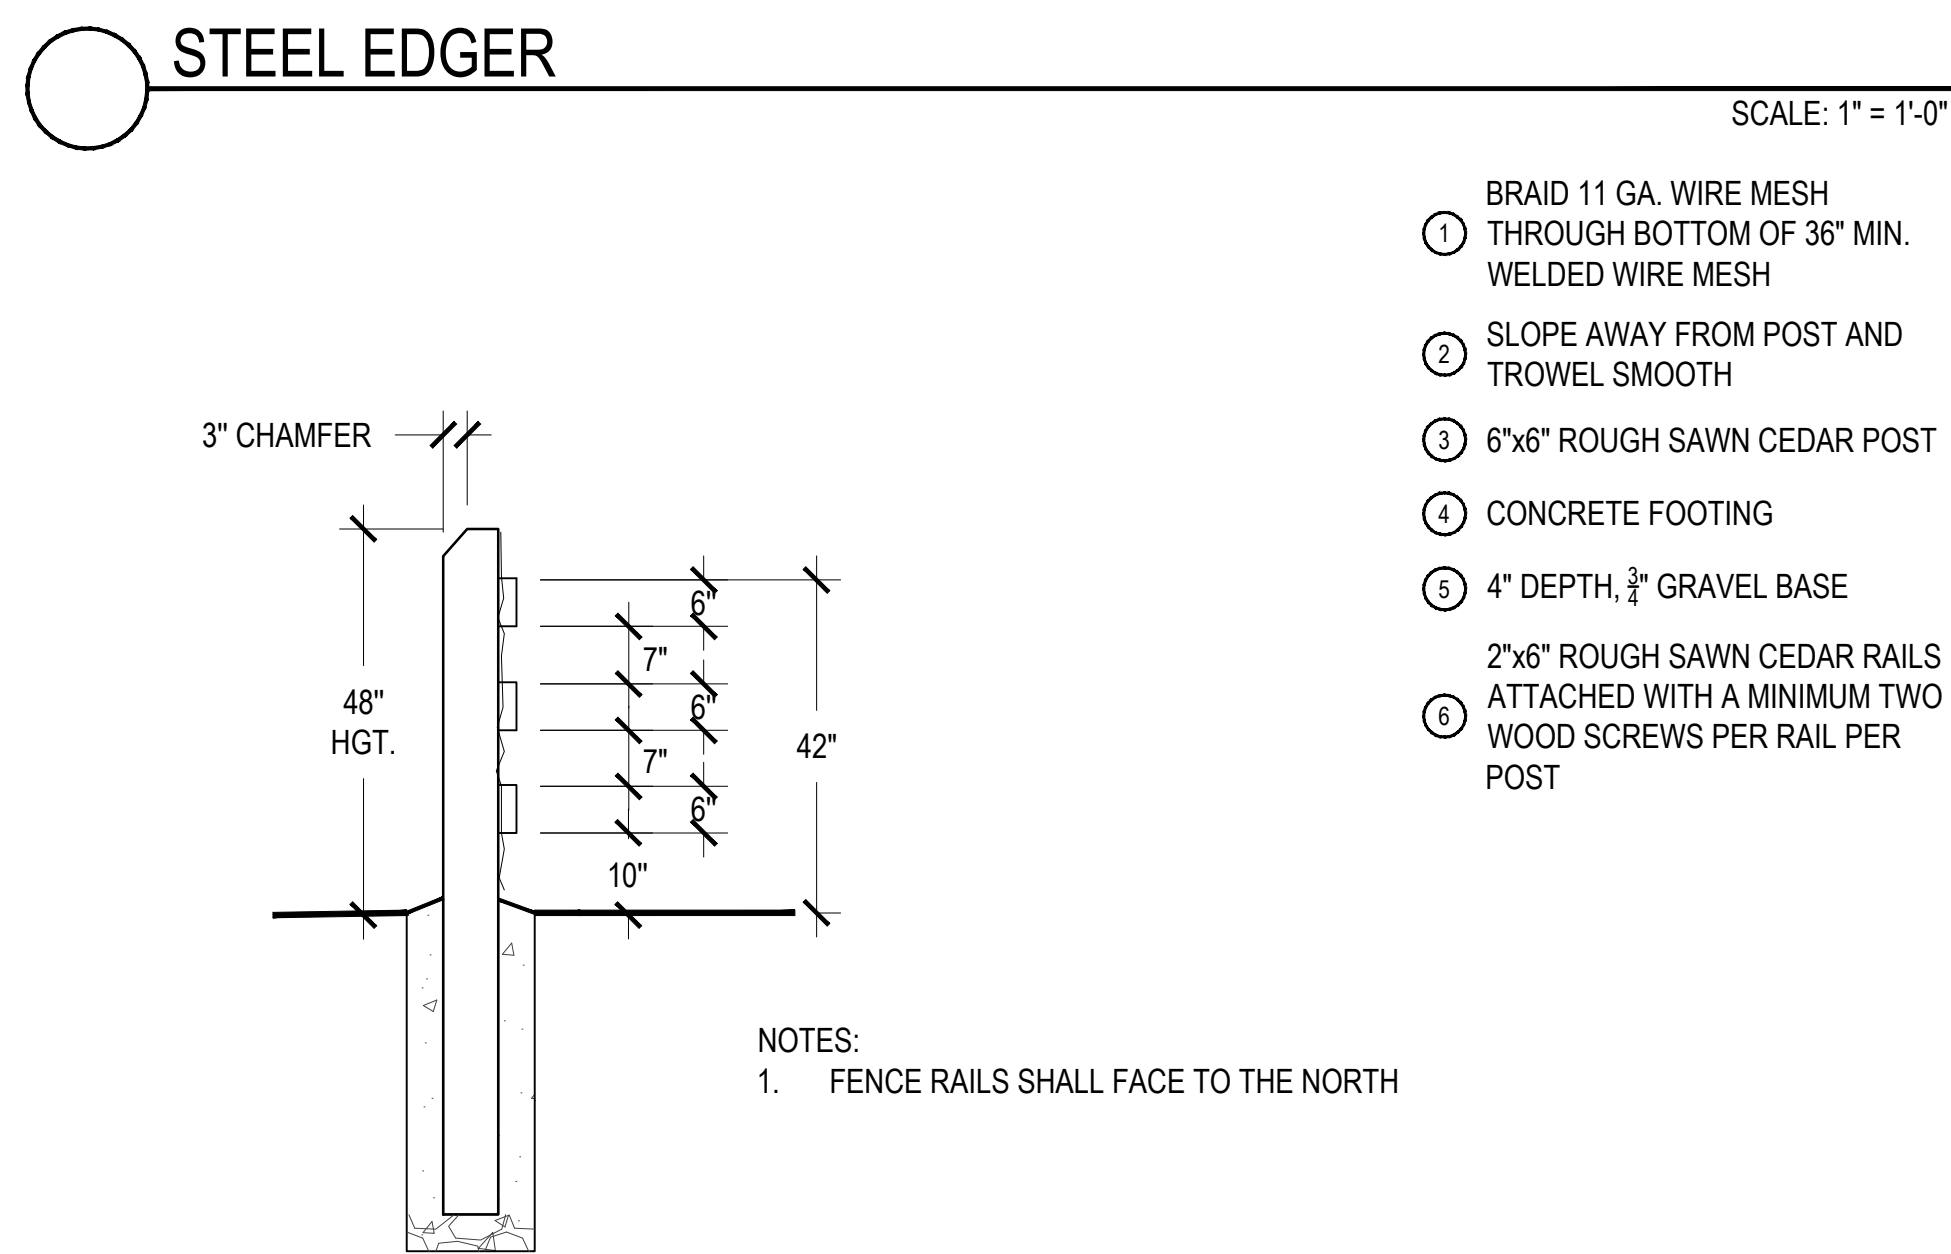 STEEL EDGER
SCALE: 1" = 1'-0"
1
BRAID 11 GA. WIRE MESH
THROUGH BOTTOM OF 36" MIN.
WELDED WIRE MESH
2
SLOPE AWAY FROM POST AND
TROWEL SMOOTH
3
6"x6" ROUGH SAWN CEDAR POST
4
CONCRETE FOOTING
5
4" DEPTH, 3/4" GRAVEL BASE
6
2"x6" ROUGH SAWN CEDAR RAILS
ATTACHED WITH A MINIMUM TWO
WOOD SCREWS PER RAIL PER
POST
3" CHAMFER
48"
HGT.
6"
7"
6"
7"
6"
10"
42"
NOTES:
1. FENCE RAILS SHALL FACE TO THE NORTH